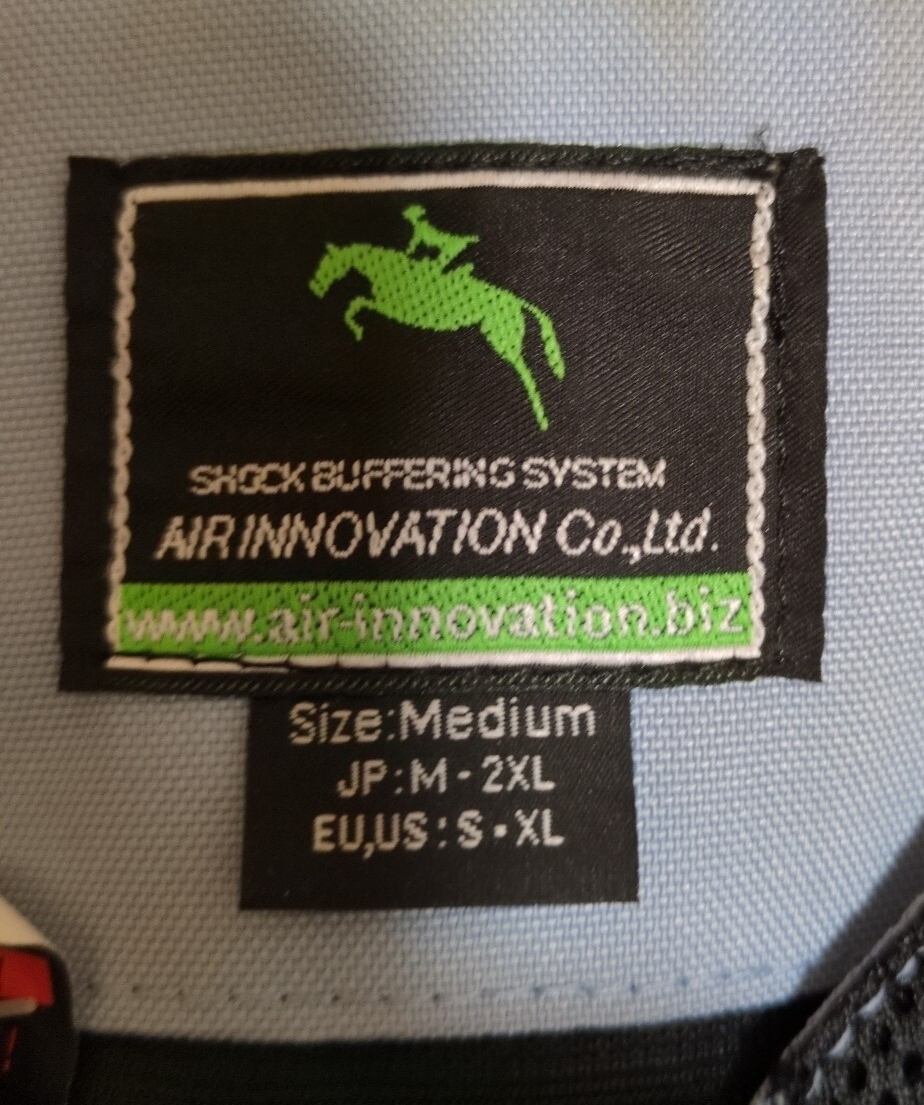 SHOCK BUFFERING SYSTEM
AIR INNOVATION Co.,Ltd.
www.air-innovation.biz
Size:Medium
JP:M-2XL
EU,US:S-XL